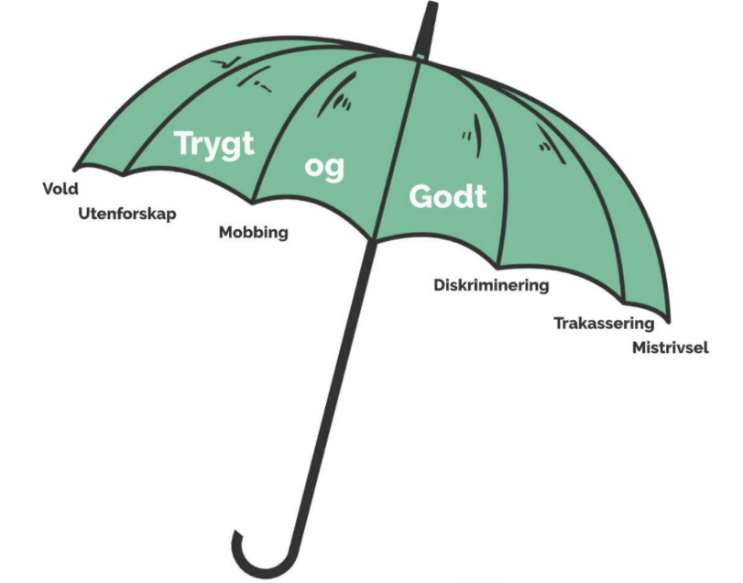 Trygt
og
Godt
Vold
Utenforskap
Mobbing
Diskriminering
Trakassering
Mistrivsel